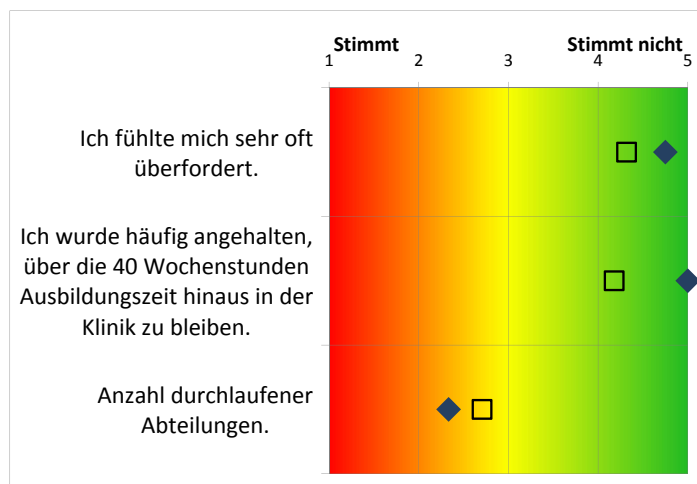 Stimmt Stimmt nicht
1 2 3 4 5
Ich fühlte mich sehr oft
überfordert.
Ich wurde häufig angehalten,
über die 40 Wochenstunden
Ausbildungszeit hinaus in der
Klinik zu bleiben.
Anzahl durchlaufener
Abteilungen.